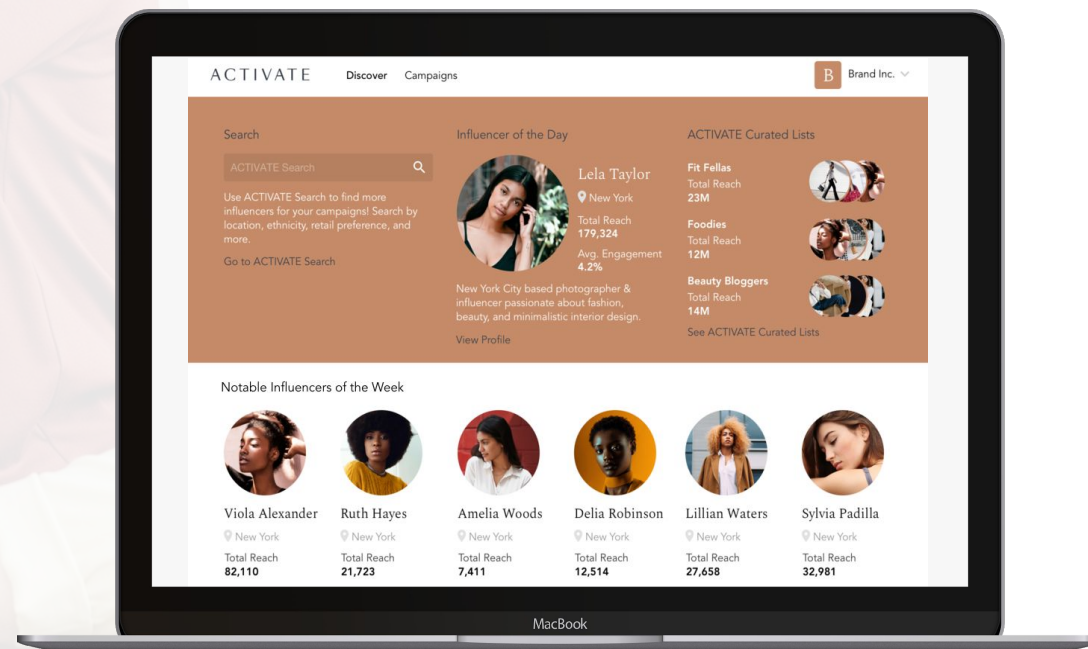 ACTIVATE
Discover
Campaigns
B
Brand Inc.
Search
ACTIVATE Search
Use ACTIVATE Search to find more
influencers for your campaigns! Search by
location, ethnicity, retail preference, and
more.
Go to ACTIVATE Search
Influencer of the Day
Lela Taylor
New York
Total Reach
179,324
Avg. Engagement
4.2%
New York City based photographer &
influencer passionate about fashion,
beauty, and minimalistic interior design.
View Profile
ACTIVATE Curated Lists
Fit Fellas
Total Reach
23M
Foodies
Total Reach
12M
Beauty Bloggers
Total Reach
14M
See ACTIVATE Curated Lists
Notable Influencers of the Week
Viola Alexander
New York
Total Reach
82,110
Ruth Hayes
New York
Total Reach
21,723
Amelia Woods
New York
Total Reach
7,411
Delia Robinson
New York
Total Reach
12,514
Lillian Waters
New York
Total Reach
27,658
Sylvia Padilla
New York
Total Reach
32,981
MacBook